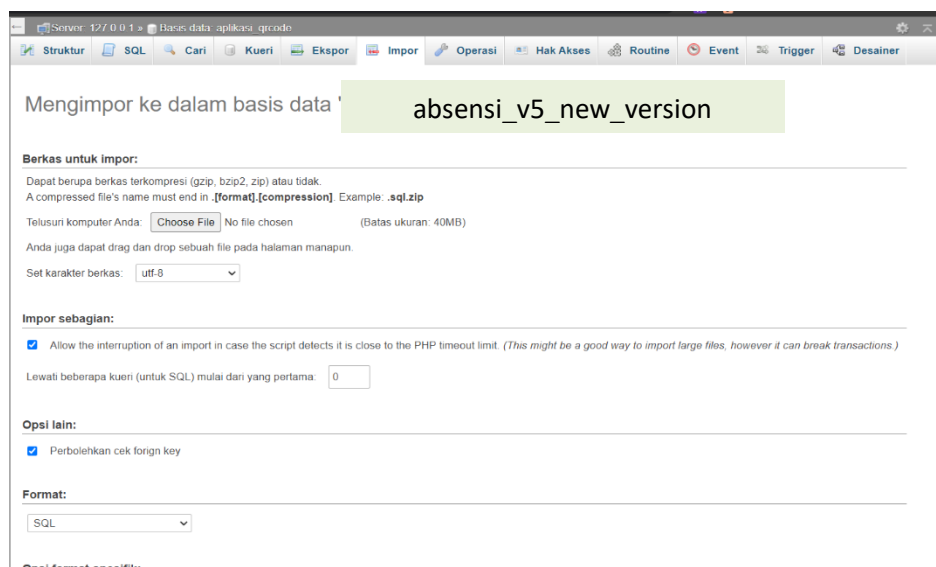 Server: 127.0.0.1 » Basis data: aplikasi_qrcode
Struktur SQL Cari Kueri Ekspor Impor Operasi Hak Akses Routine Event Trigger Desainer
Mengimpor ke dalam basis data "
absensi_v5_new_version
Berkas untuk impor:
Dapat berupa berkas terkompresi (gzip, bzip2, zip) atau tidak.
A compressed file's name must end in .[format].[compression]. Example: .sql.zip
Telusuri komputer Anda: Choose File No file chosen (Batas ukuran: 40MB)
Anda juga dapat drag dan drop sebuah file pada halaman manapun.
Set karakter berkas: utf-8
Impor sebagian:
Allow the interruption of an import in case the script detects it is close to the PHP timeout limit. (This might be a good way to import large files, however it can break transactions.)
Lewati beberapa kueri (untuk SQL) mulai dari yang pertama: 0
Opsi lain:
Perbolehkan cek forign key
Format:
SQL
Opsi format spesifik: